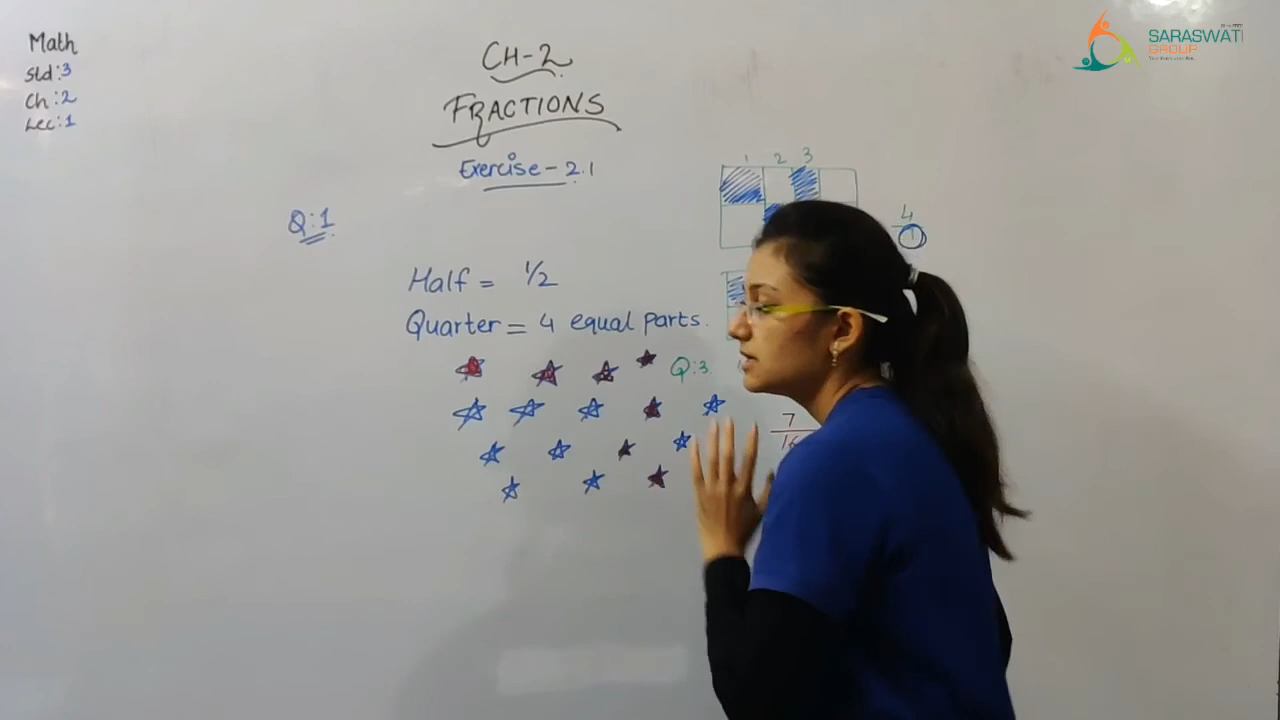 Math
Std:3
Ch:2
Lec:1
CH-2
FRACTIONS
Exercise-2.1
Q:1
Half = 1/2
Quarter = 4 equal parts.
Q:3
1 2 3
4
7
SARASWATI
GROUP